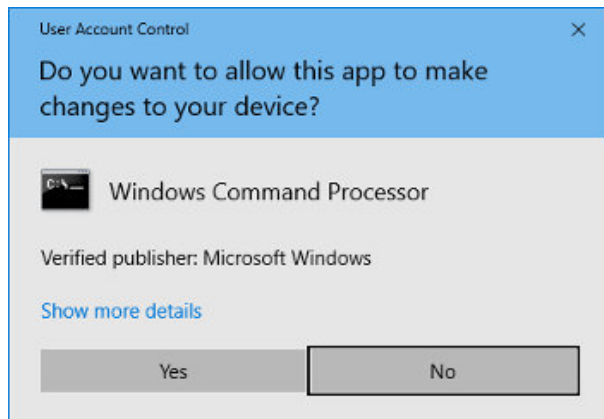 User Account Control
Do you want to allow this app to make
changes to your device?
C:\_
Windows Command Processor
Verified publisher: Microsoft Windows
Show more details
Yes
No